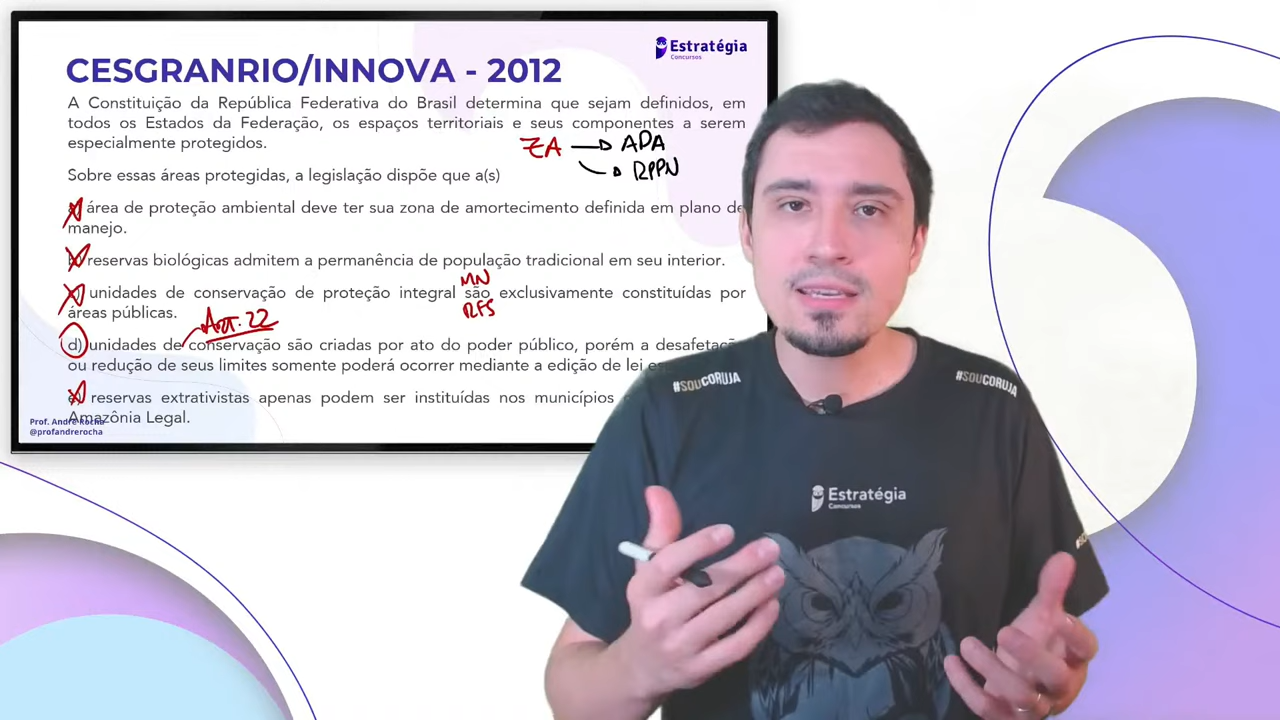 Estratégia
Concursos
CESGRANRIO/INNOVA - 2012
A Constituição da República Federativa do Brasil determina que sejam definidos, em
todos os Estados da Federação, os espaços territoriais e seus componentes a serem
especialmente protegidos.
ZA → APA
→ RPPN
Sobre essas áreas protegidas, a legislação dispõe que a(s)
área de proteção ambiental deve ter sua zona de amortecimento definida em plano de
manejo.
reservas biológicas admitem a permanência de população tradicional em seu interior.
MN
unidades de conservação de proteção integral são exclusivamente constituídas por
RFS
áreas públicas.
Art. 22
d) unidades de conservação são criadas por ato do poder público, porém a desafetação
ou redução de seus limites somente poderá ocorrer mediante a edição de lei
reservas extrativistas apenas podem ser instituídas nos municípios
Amazônia Legal.
Prof. André Rocha
@profandrerocha
#SOUCORUJA
#SOUCORUJA
Estratégia
Concursos